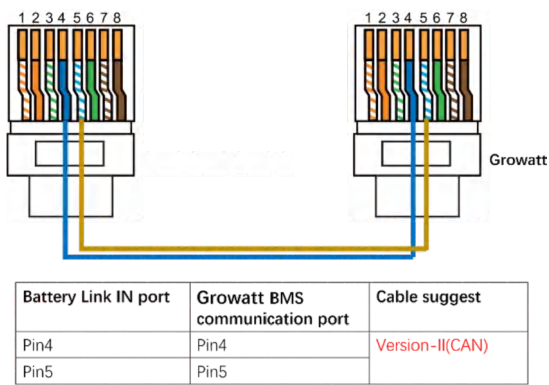 1 2 3 4 5 6 7 8
1 2 3 4 5 6 7 8
Growatt
Battery Link IN port
Growatt BMS
communication port
Cable suggest
Pin4
Pin4
Version-II(CAN)
Pin5
Pin5